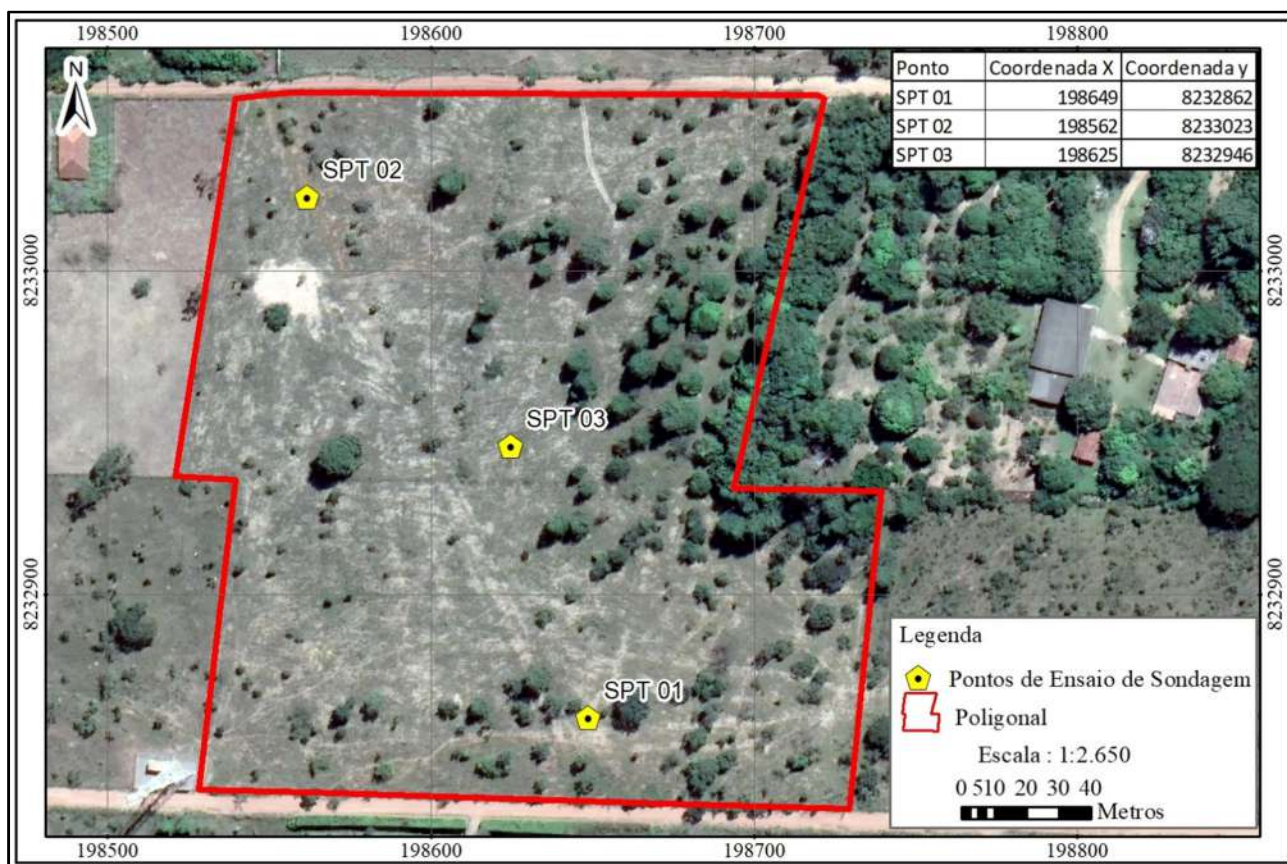 198500 198600 198700 198800
N
Ponto Coordenada X Coordenada y
SPT 01 198649 8232862
SPT 02 198562 8233023
SPT 03 198625 8232946
SPT 02
8233000 8233000
SPT 03
8232900 8232900
Legenda
Pontos de Ensaio de Sondagem
Poligonal
Escala : 1:2.650
0 510 20 30 40
Metros
SPT 01
198500 198600 198700 198800